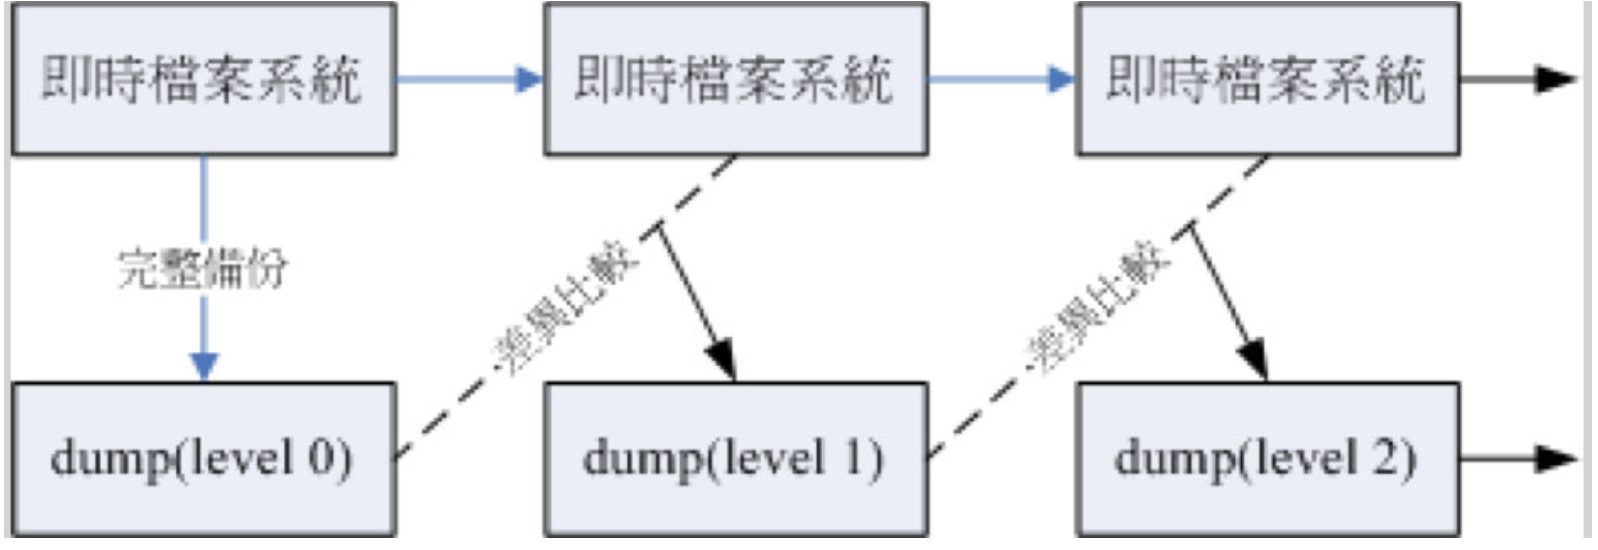 即時檔案系統
即時檔案系統
即時檔案系統
完整備份
差異比較
差異比較
dump(level 0)
dump(level 1)
dump(level 2)